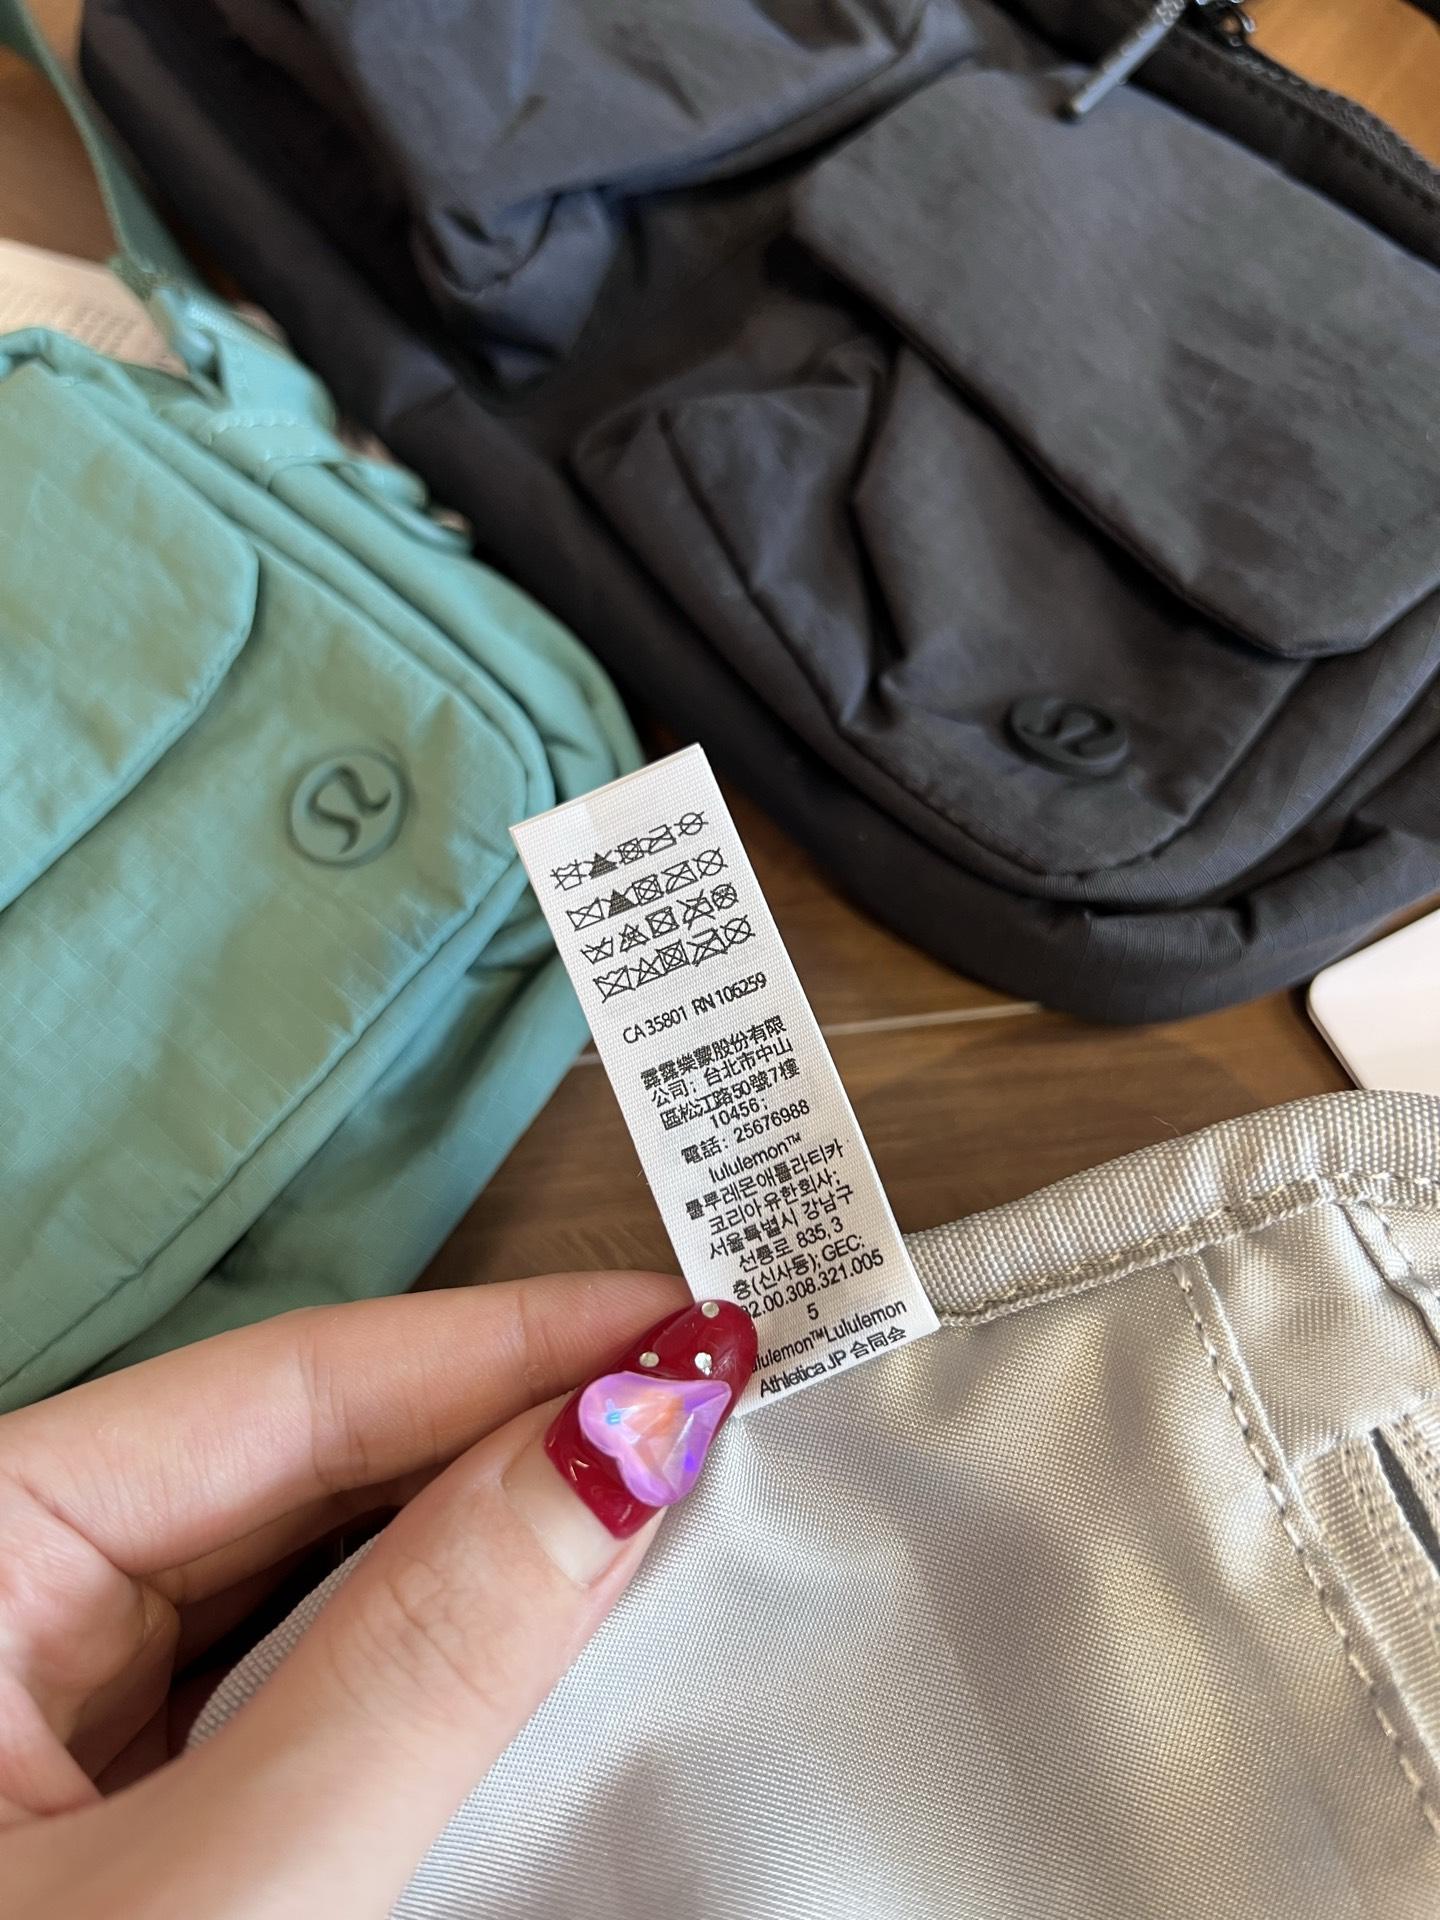 CA 35801 RN 106259
露露樂蒙股份有限
公司; 台北市中山
區松江路50號7樓
10456;
電話: 25676988
lululemon™
룰루레몬애틀라티카
코리아유한회사;
서울특별시 강남구
선릉로 835, 3
층(신사동); GEC;
2.00.308.321.005
5
lululemon™Lululemon
Athletica JP 合同会